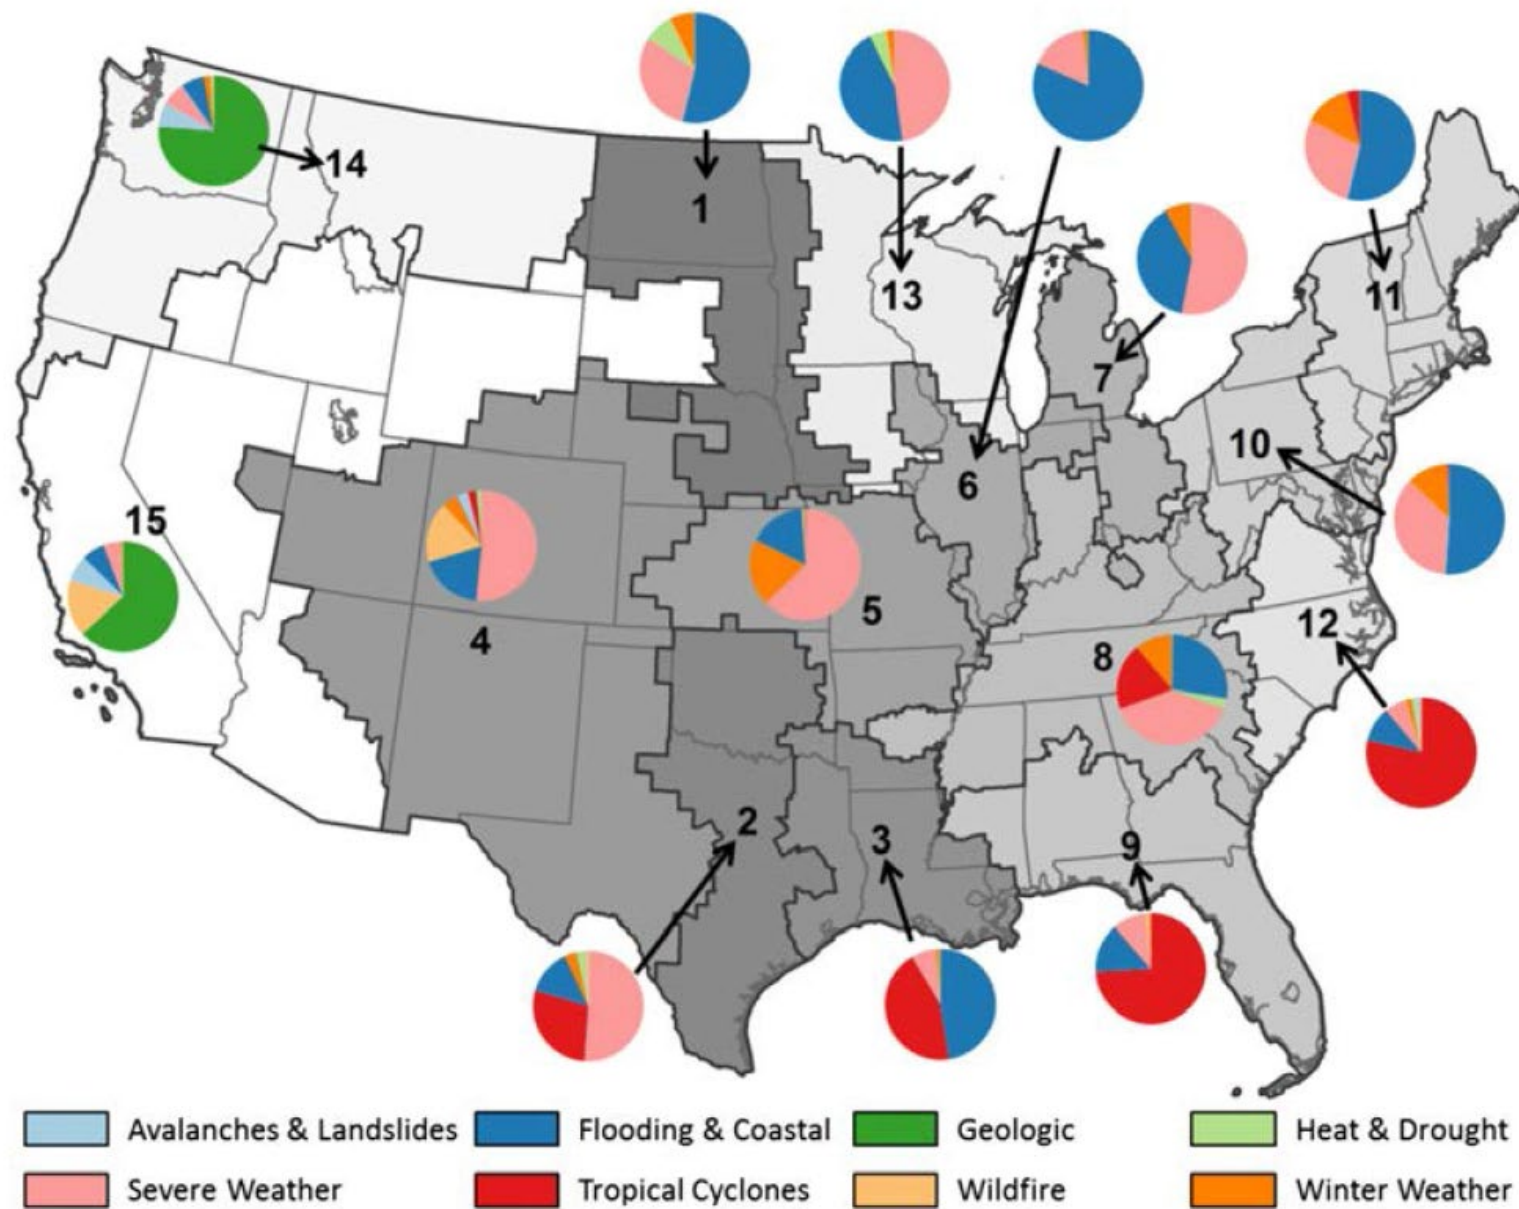 14
1
13
11
7
10
6
15
5
12
4
8
2
3
9
Avalanches & Landslides
Flooding & Coastal
Geologic
Heat & Drought
Severe Weather
Tropical Cyclones
Wildfire
Winter Weather